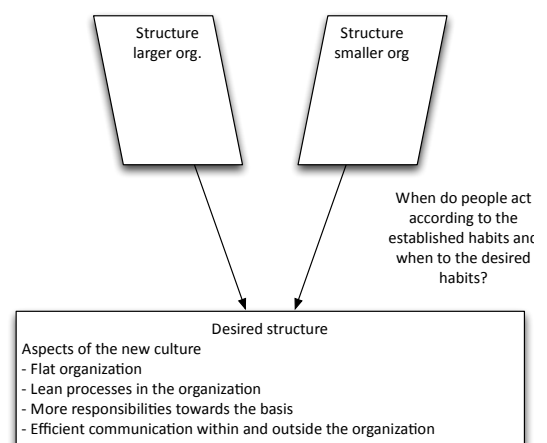 Structure
larger org.
Structure
smaller org
When do people act
according to the
established habits and
when to the desired
habits?
Desired structure
Aspects of the new culture
- Flat organization
- Lean processes in the organization
- More responsibilities towards the basis
- Efficient communication within and outside the organization